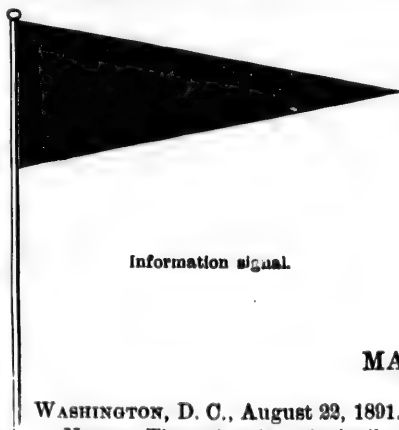 Information signal.
MA
WASHINGTON, D. C., August 22, 1891.